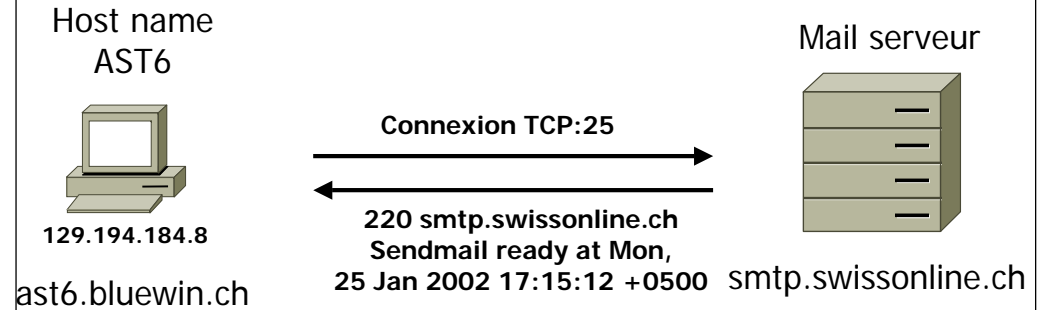 Host name
AST6
Mail serveur
Connexion TCP:25
220 smtp.swissonline.ch
Sendmail ready at Mon,
25 Jan 2002 17:15:12 +0500
129.194.184.8
ast6.bluewin.ch
smtp.swissonline.ch